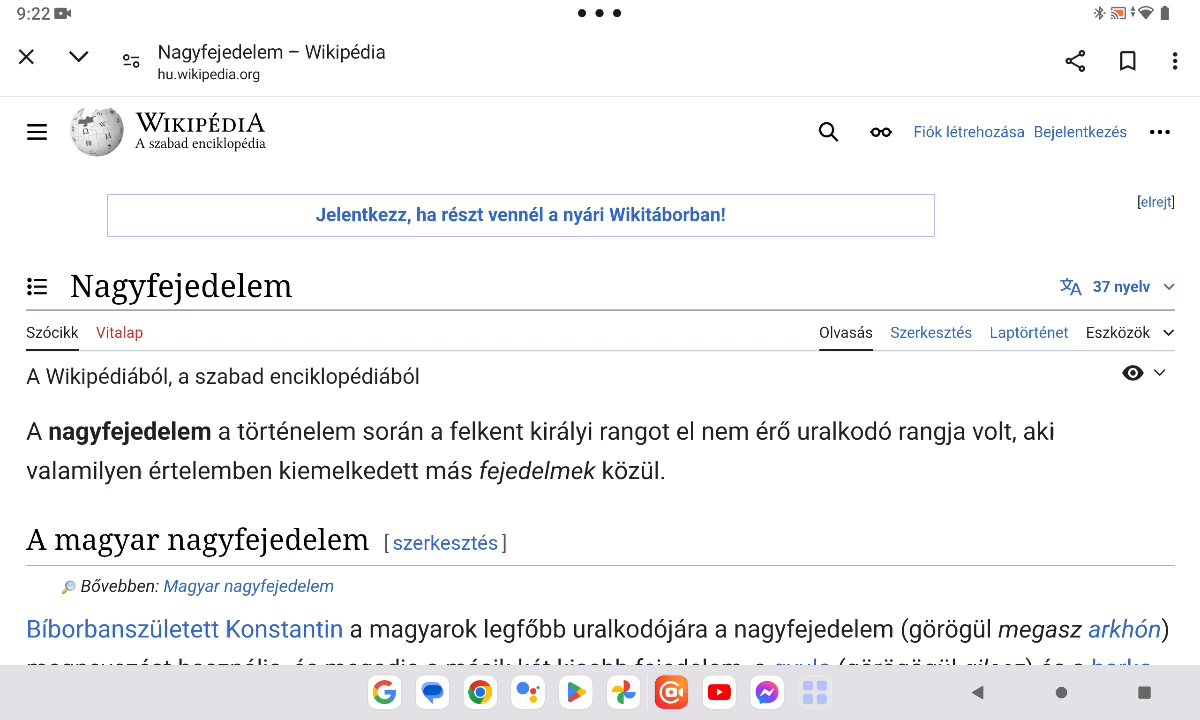 9:22
Nagyfejedelem – Wikipédia
hu.wikipedia.org
WIKIPÉDIA
A szabad enciklopédia
Fiók létrehozása Bejelentkezés
Jelentkezz, ha részt vennél a nyári Wikitáborban!
[elrejt]
Nagyfejedelem
37 nyelv
Szócikk Vitalap
Olvasás Szerkesztés Laptörténet Eszközök
A Wikipédiából, a szabad enciklopédiából
A nagyfejedelem a történelem során a felkent királyi rangot el nem érő uralkodó rangja volt, aki
valamilyen értelemben kiemelkedett más fejedelmek közül.
A magyar nagyfejedelem [ szerkesztés ]
Bővebben: Magyar nagyfejedelem
Bíborbanszületett Konstantin a magyarok legfőbb uralkodójára a nagyfejedelem (görögül megasz arkhón)